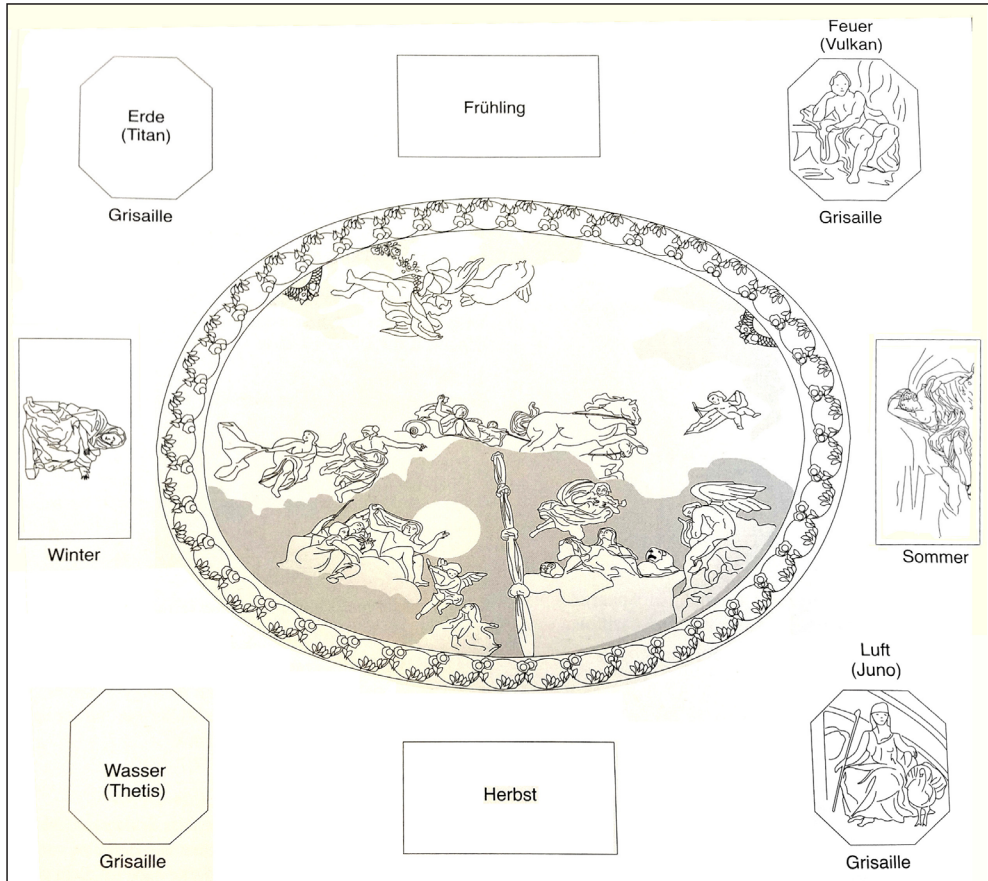 Feuer
(Vulkan)
Erde
(Titan)
Frühling
Grisaille
Grisaille
Winter
Sommer
Luft
(Juno)
Wasser
(Thetis)
Herbst
Grisaille
Grisaille